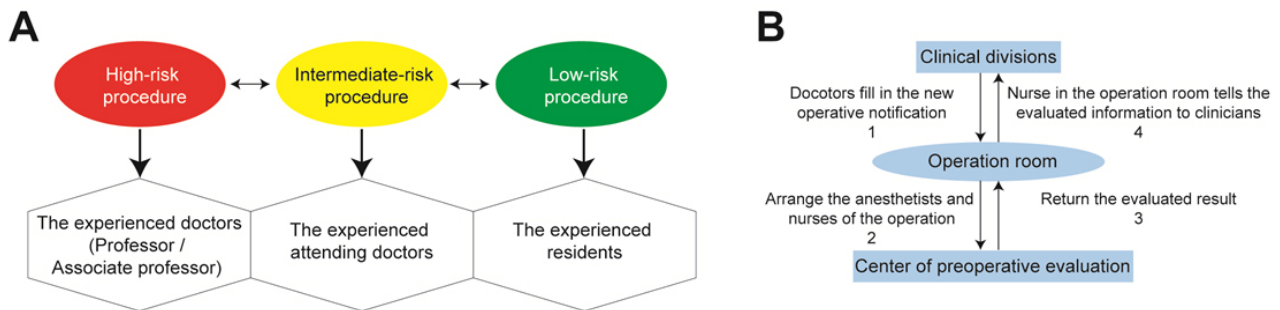 A
High-risk
procedure
Intermediate-risk
procedure
Low-risk
procedure
The experienced doctors
(Professor /
Associate professor)
The experienced
attending doctors
The experienced
residents
B
Clinical divisions
Docotors fill in the new
operative notification
1
Nurse in the operation room tells the
evaluated information to clinicians
4
Operation room
Arrange the anesthetists and
nurses of the operation
2
Return the evaluated result
3
Center of preoperative evaluation